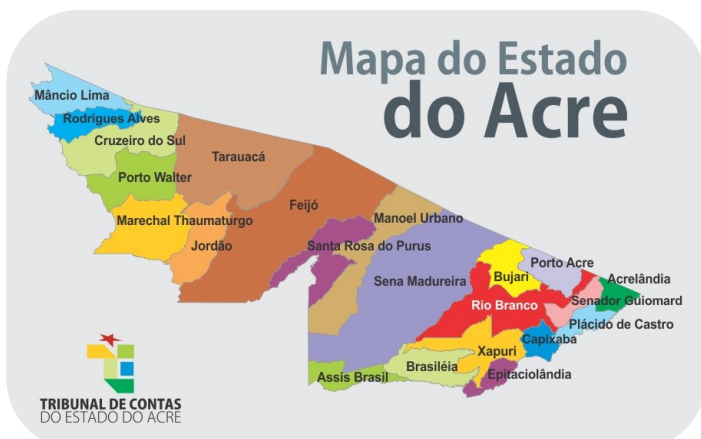 Mapa do Estado
do Acre
Mâncio Lima
Rodrigues Alves
Cruzeiro do Sul
Tarauacá
Porto Walter
Feijó
Marechal Thaumaturgo
Manoel Urbano
Jordão
Santa Rosa do Purus
Porto Acre
Bujari
Sena Madureira
Acrelândia
Rio Branco
Senador Guiomard
Plácido de Castro
Capixaba
Xapuri
Brasiléia
Epitaciolândia
Assis Brasil
TRIBUNAL DE CONTAS
DO ESTADO DO ACRE